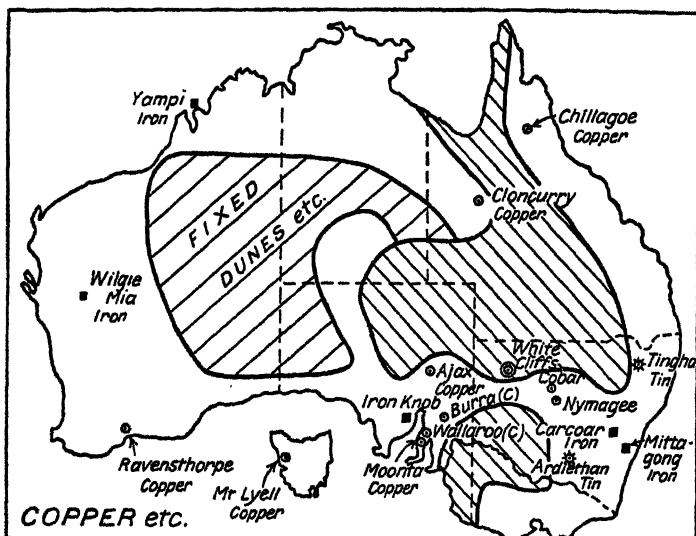 Yampi
Iron
Chillagoe
Copper
FIXED
DUNES etc.
Cloncurry
Copper
Wilgie
Mia
Iron
White
Cliffs
Cobar
Tingha
Tin
Ajax
Copper
Iron Knob
Burra (C)
Nymagee
Wallaroo (C)
Carcoar
Iron
Mitta-
gong
Iron
Moonta
Copper
Ardlethan
Tin
Ravensthorpe
Copper
Mt Lyell
Copper
COPPER etc.